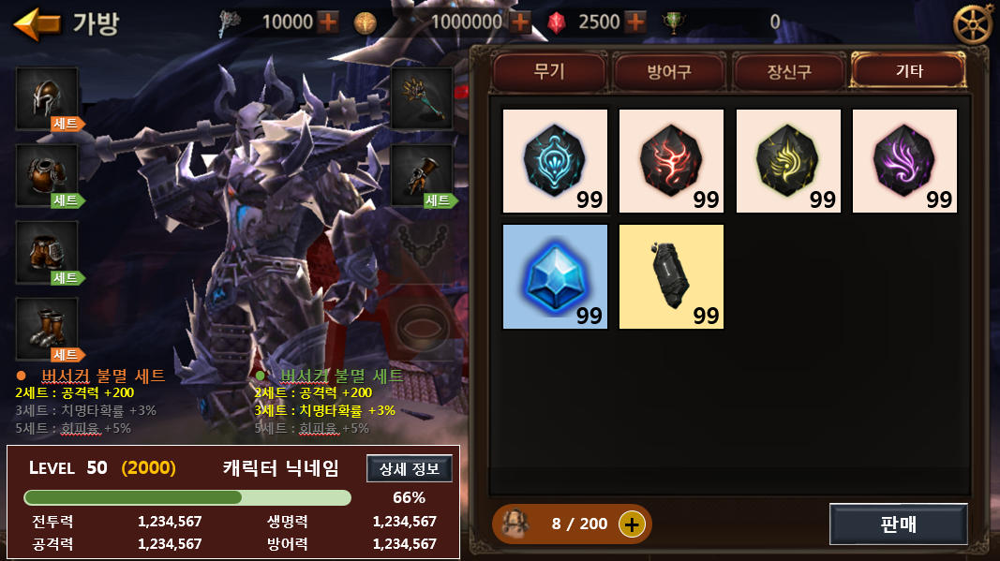 가방
10000
1000000
2500
0
무기
방어구
장신구
기타
세트
세트
세트
세트
세트
99
99
99
99
99
99
버서커 불멸 세트
2세트 : 공격력 +200
3세트 : 치명타확률 +3%
5세트 : 회피율 +5%
버서커 불멸 세트
2세트 : 공격력 +200
3세트 : 치명타확률 +3%
5세트 : 회피율 +5%
LEVEL 50 (2000)
캐릭터 닉네임
상세 정보
66%
전투력 1,234,567 생명력 1,234,567
공격력 1,234,567 방어력 1,234,567
8 / 200
판매